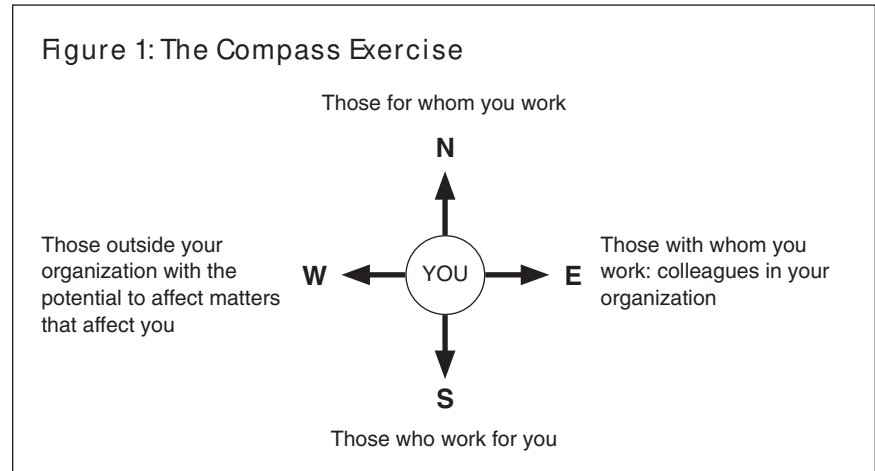 Figure 1: The Compass Exercise
Those for whom you work
N
Those outside your
organization with the
potential to affect matters
that affect you
W
YOU
E
Those with whom you
work: colleagues in your
organization
S
Those who work for you